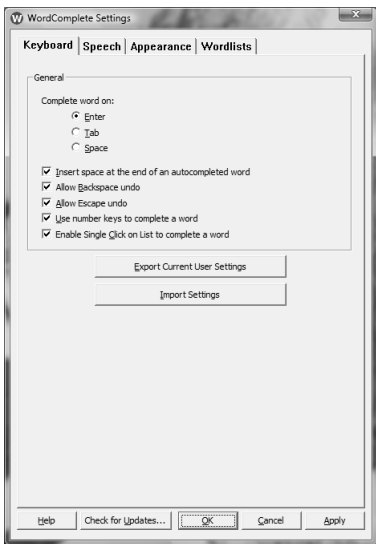 WordComplete Settings
Keyboard Speech Appearance Wordlists
General
Complete word on:
Enter
Tab
Space
Insert space at the end of an autocompleted word
Allow Backspace undo
Allow Escape undo
Use number keys to complete a word
Enable Single Click on List to complete a word
Export Current User Settings
Import Settings
Help Check for Updates... OK Cancel Apply